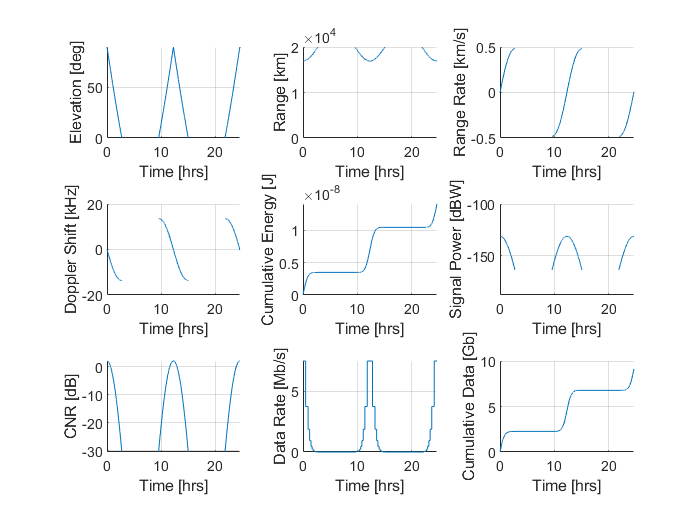 Elevation [deg]
50
0
0 10 20
Time [hrs]
×10^4
Range [km]
2
1
0
0 10 20
Time [hrs]
Range Rate [km/s]
0.5
0
-0.5
0 10 20
Time [hrs]
Doppler Shift [kHz]
20
0
-20
0 10 20
Time [hrs]
×10^-8
Cumulative Energy [J]
1
0.5
0
0 10 20
Time [hrs]
Signal Power [dBW]
-100
-150
0 10 20
Time [hrs]
CNR [dB]
0
-10
-20
-30
0 10 20
Time [hrs]
Data Rate [Mb/s]
5
0
0 10 20
Time [hrs]
Cumulative Data [Gb]
10
5
0
0 10 20
Time [hrs]